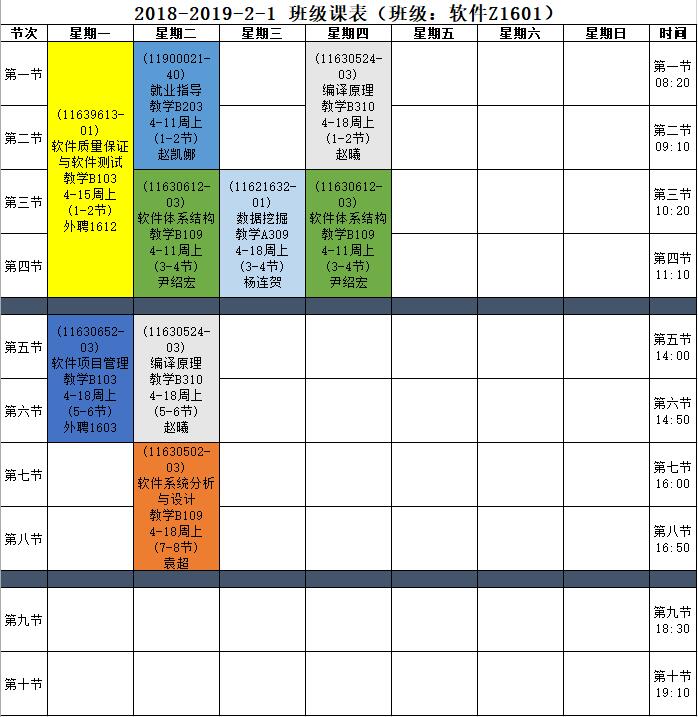 2018-2019-2-1 班级课表（班级：软件Z1601）
节次 星期一 星期二 星期三 星期四 星期五 星期六 星期日 时间
第一节
第二节
第三节
第四节
(11639613-
01)
软件质量保证
与软件测试
教学B103
4-15周上
(1-2节)
外聘1612
(11900021-
40)
就业指导
教学B203
4-11周上
(1-2节)
赵凯娜
(11630524-
03)
编译原理
教学B310
4-18周上
(1-2节)
赵曦
第一节
08:20
第二节
09:10
(11630612-
03)
软件体系结构
教学B109
4-11周上
(3-4节)
尹绍宏
(11621632-
01)
数据挖掘
教学A309
4-18周上
(3-4节)
杨连贺
(11630612-
03)
软件体系结构
教学B109
4-11周上
(3-4节)
尹绍宏
第三节
10:20
第四节
11:10
第五节
第六节
(11630652-
03)
软件项目管理
教学B103
4-18周上
(5-6节)
外聘1603
(11630524-
03)
编译原理
教学B310
4-18周上
(5-6节)
赵曦
第五节
14:00
第六节
14:50
第七节
第八节
(11630502-
03)
软件系统分析
与设计
教学B109
4-18周上
(7-8节)
袁超
第七节
16:00
第八节
16:50
第九节
第九节
18:30
第十节
第十节
19:10